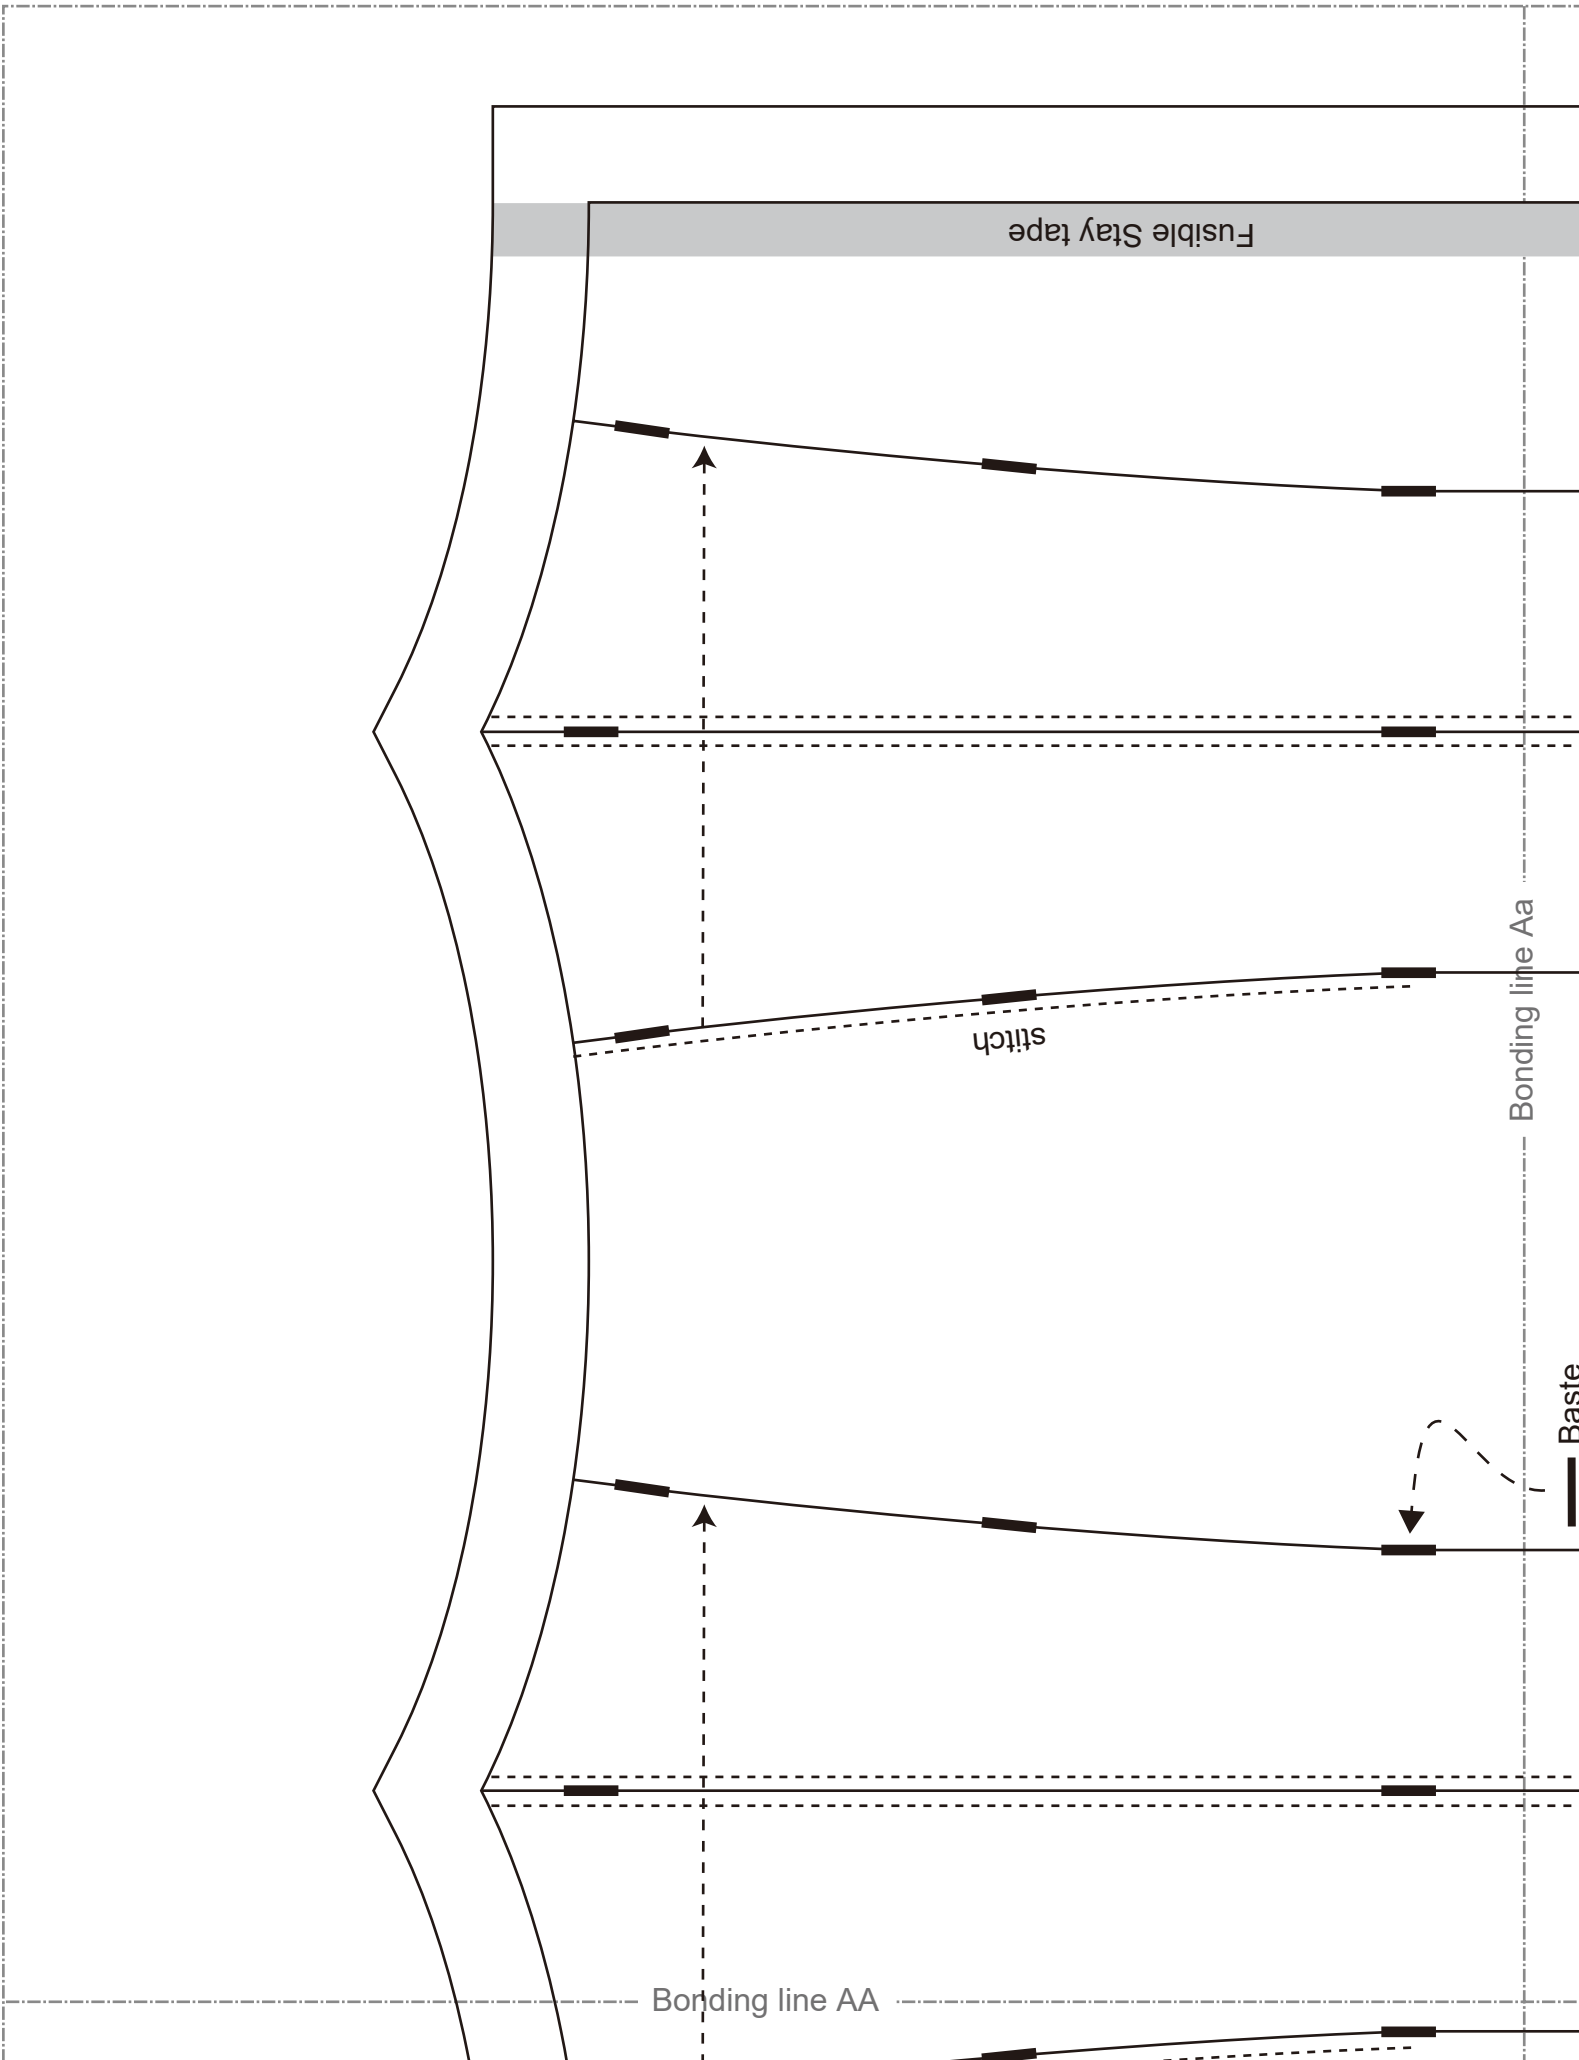 Fusible Stay tape
Bonding line Aa
stitch
Baste
Bonding line AA